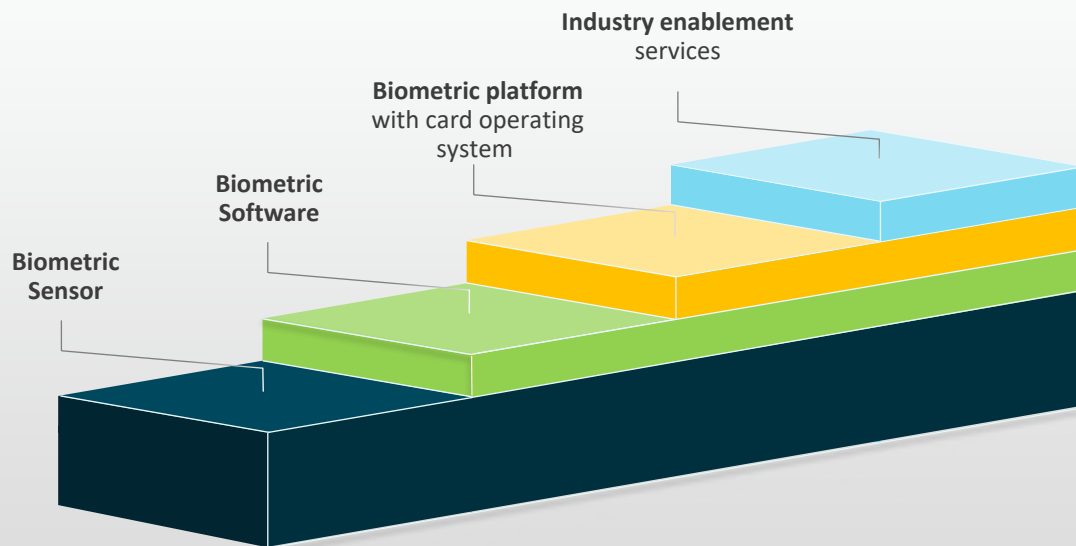 Industry enablement
services
Biometric platform
with card operating
system
Biometric
Software
Biometric
Sensor